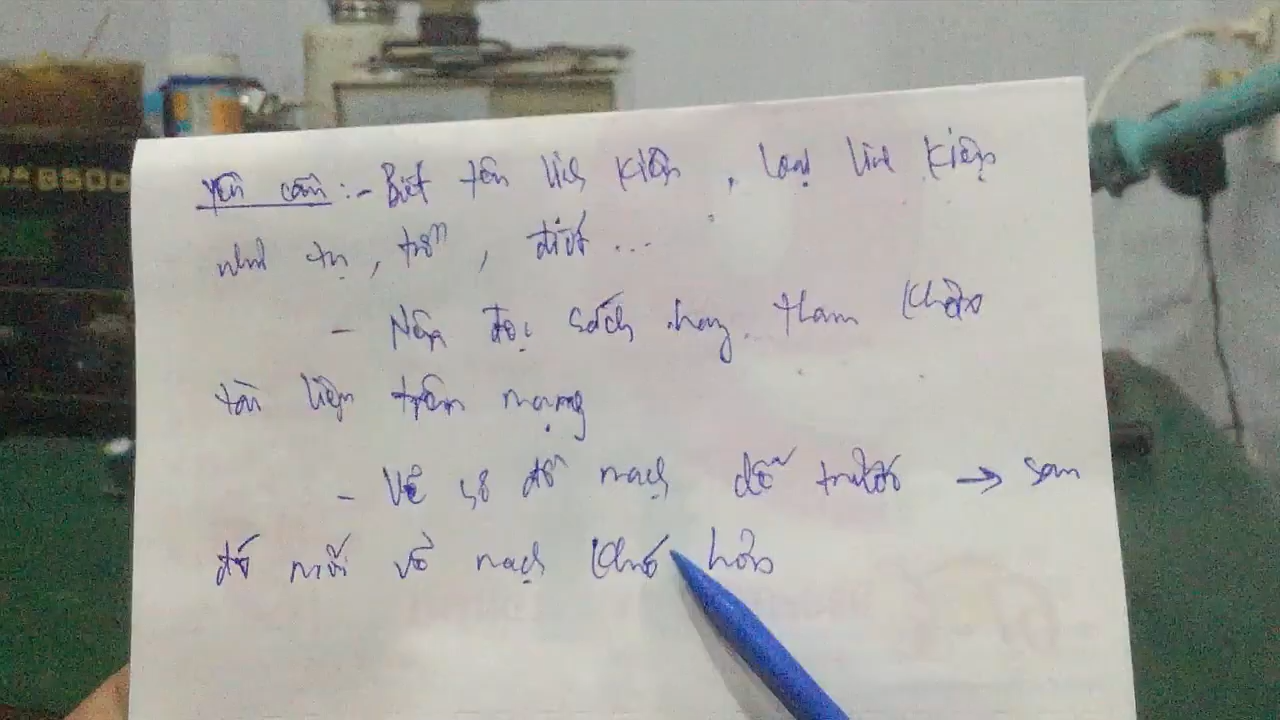 Yêu cầu: - Biết tên linh kiện, loại linh kiện
như tụ, trở, điốt ...
- Nên đọc sách hay tham khảo
tài liệu trên mạng
- Vẽ sơ đồ mạch dễ trước → sau
đó mới vẽ mạch khó hơn